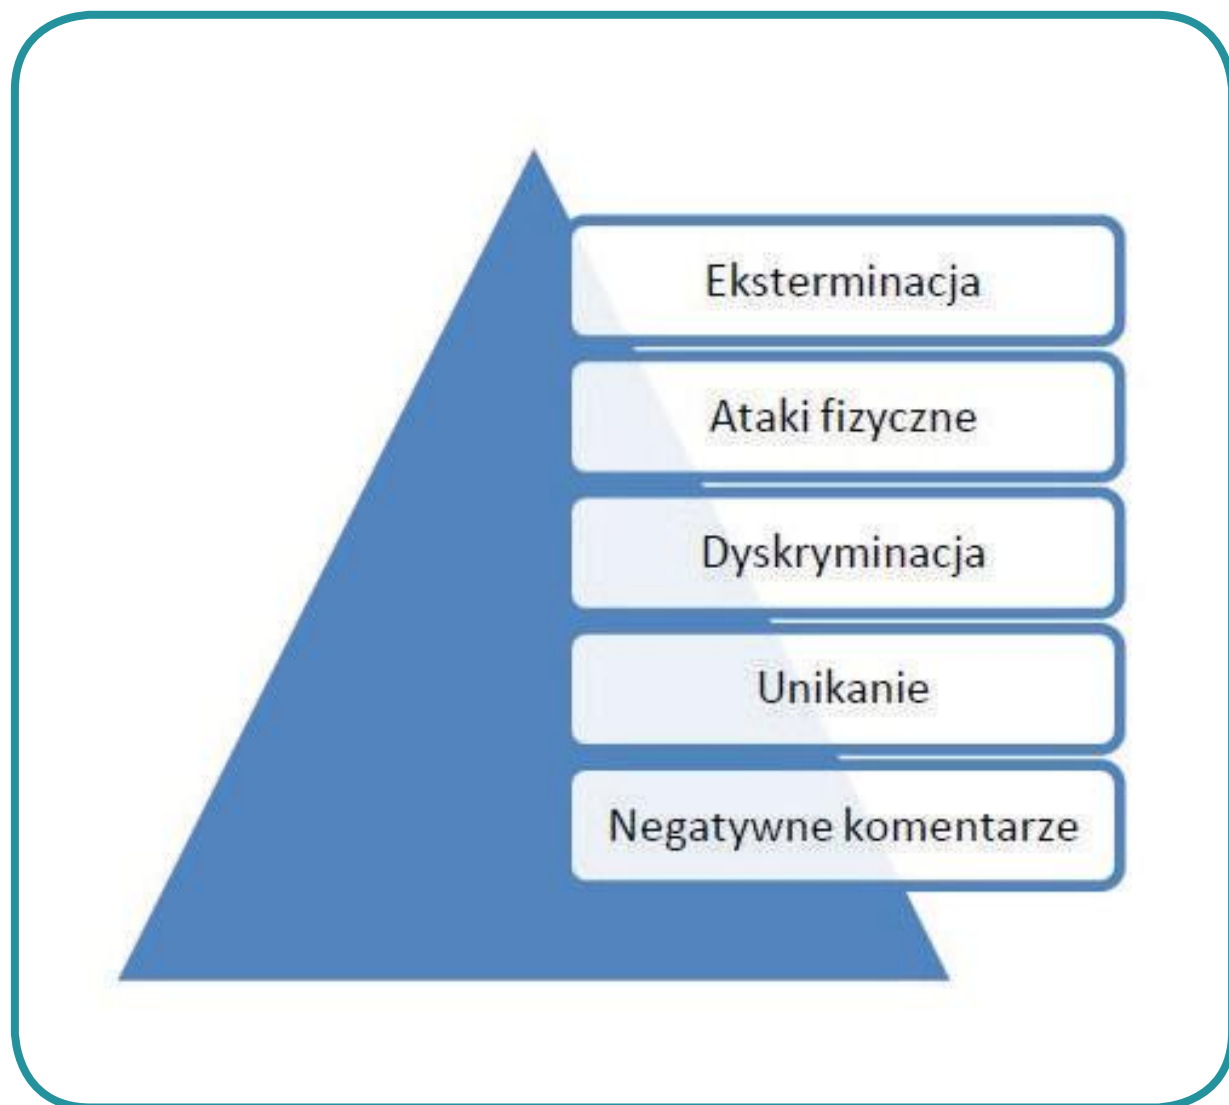 Eksterminacja
Ataki fizyczne
Dyskryminacja
Unikanie
Negatywne komentarze